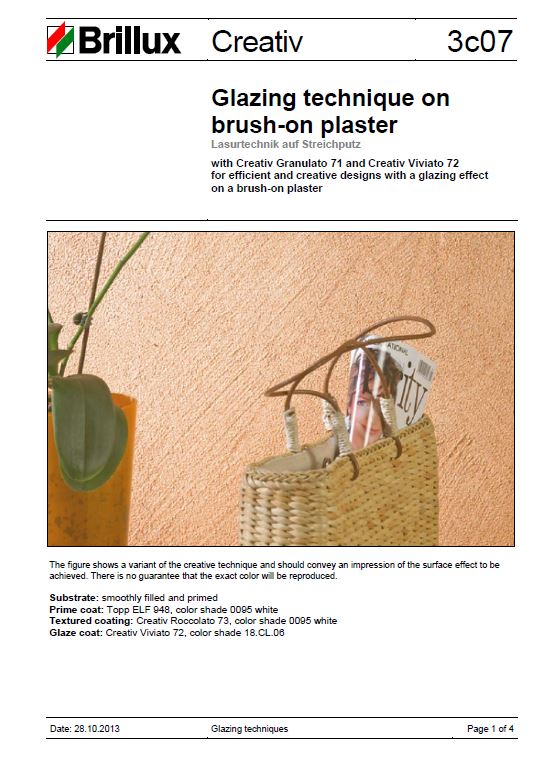 Brillux Creativ 3c07
Glazing technique on
brush-on plaster
Lasurtechnik auf Streichputz
with Creativ Granulato 71 and Creativ Viviato 72
for efficient and creative designs with a glazing effect
on a brush-on plaster
ATIONAL
ity
The figure shows a variant of the creative technique and should convey an impression of the surface effect to be
achieved. There is no guarantee that the exact color will be reproduced.
Substrate: smoothly filled and primed
Prime coat: Topp ELF 948, color shade 0095 white
Textured coating: Creativ Roccolato 73, color shade 0095 white
Glaze coat: Creativ Viviato 72, color shade 18.CL.06
Date: 28.10.2013 Glazing techniques Page 1 of 4